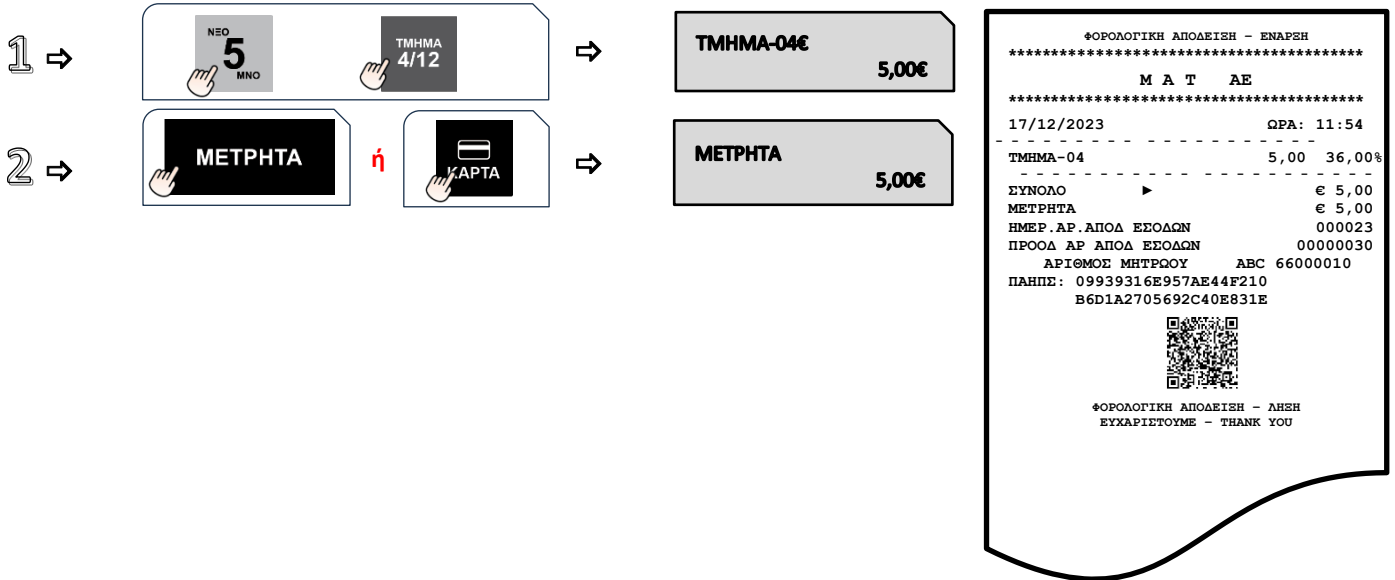 1 ⇨
ΝΞΟ
5
MNO
ΤΜΗΜΑ
4/12
⇨
ΤΜΗΜΑ-04€
5,00€
2 ⇨
ΜΕΤΡΗΤΑ
ή
ΚΑΡΤΑ
⇨
ΜΕΤΡΗΤΑ
5,00€
ΦΟΡΟΛΟΓΙΚΗ ΑΠΟΔΕΙΞΗ – ΕΝΑΡΞΗ
******************************************
Μ Α Τ ΑΕ
******************************************
17/12/2023 ΩΡΑ: 11:54
- - - - - - - - - - - - - - - - - - - - -
ΤΜΗΜΑ-04 5,00 36,00%
- - - - - - - - - - - - - - - - - - - - -
ΣΥΝΟΛΟ ► € 5,00
ΜΕΤΡΗΤΑ € 5,00
ΗΜΕΡ.ΑΡ.ΑΠΟΔ ΕΣΟΔΩΝ 000023
ΠΡΟΟΔ ΑΡ ΑΠΟΔ ΕΣΟΔΩΝ 00000030
ΑΡΙΘΜΟΣ ΜΗΤΡΩΟΥ ABC 66000010
ΠΑΗΠΣ: 09939316E957AE44F210
B6D1A2705692C40E831E
ΦΟΡΟΛΟΓΙΚΗ ΑΠΟΔΕΙΞΗ – ΛΗΞΗ
ΕΥΧΑΡΙΣΤΟΥΜΕ – THANK YOU